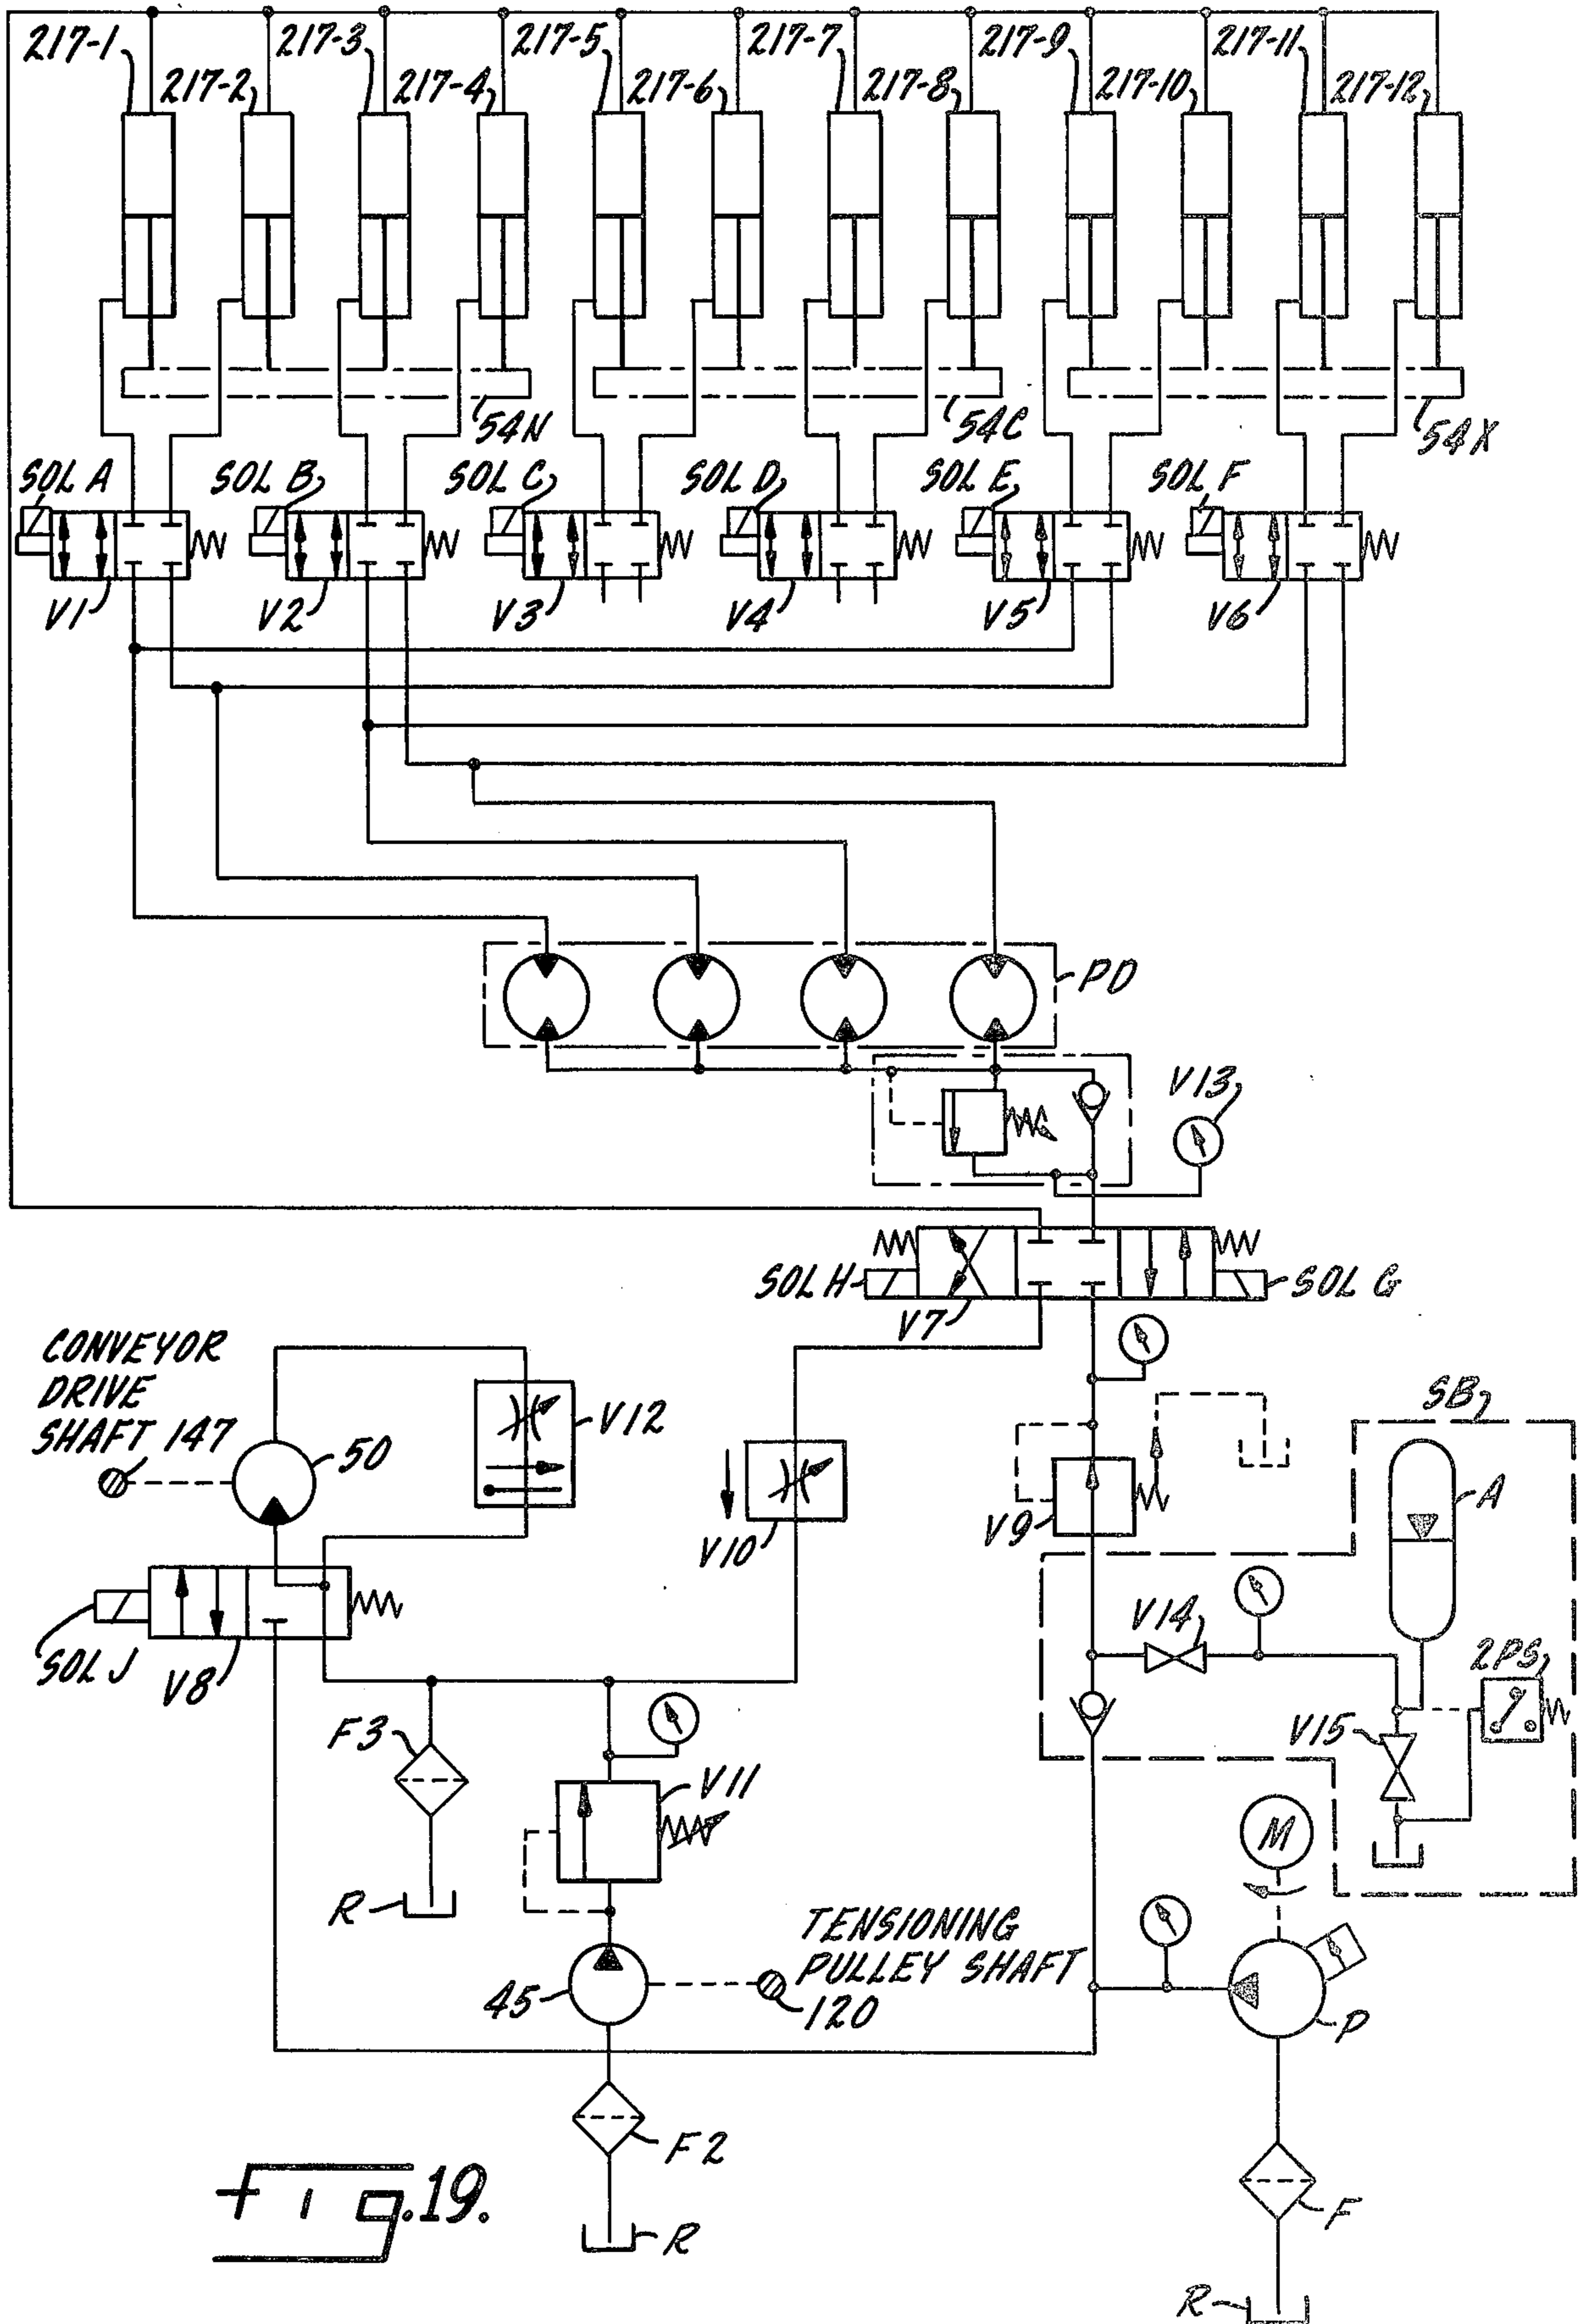 217-1
217-2
217-3
217-4
217-5
217-6
217-7
217-8
217-9
217-10
217-11
217-12
54N
54C
54X
SOL A
SOL B
SOL C
SOL D
SOL E
SOL F
V1
V2
V3
V4
V5
V6
PD
V13
SOL H
SOL G
V7
CONVEYOR
DRIVE
SHAFT 147
50
V12
V10
V9
SB
A
SOL J
V8
V14
2PS
V15
F3
V11
M
R
TENSIONING
PULLEY SHAFT
120
45
P
F2
F
R
R
Fig. 19.